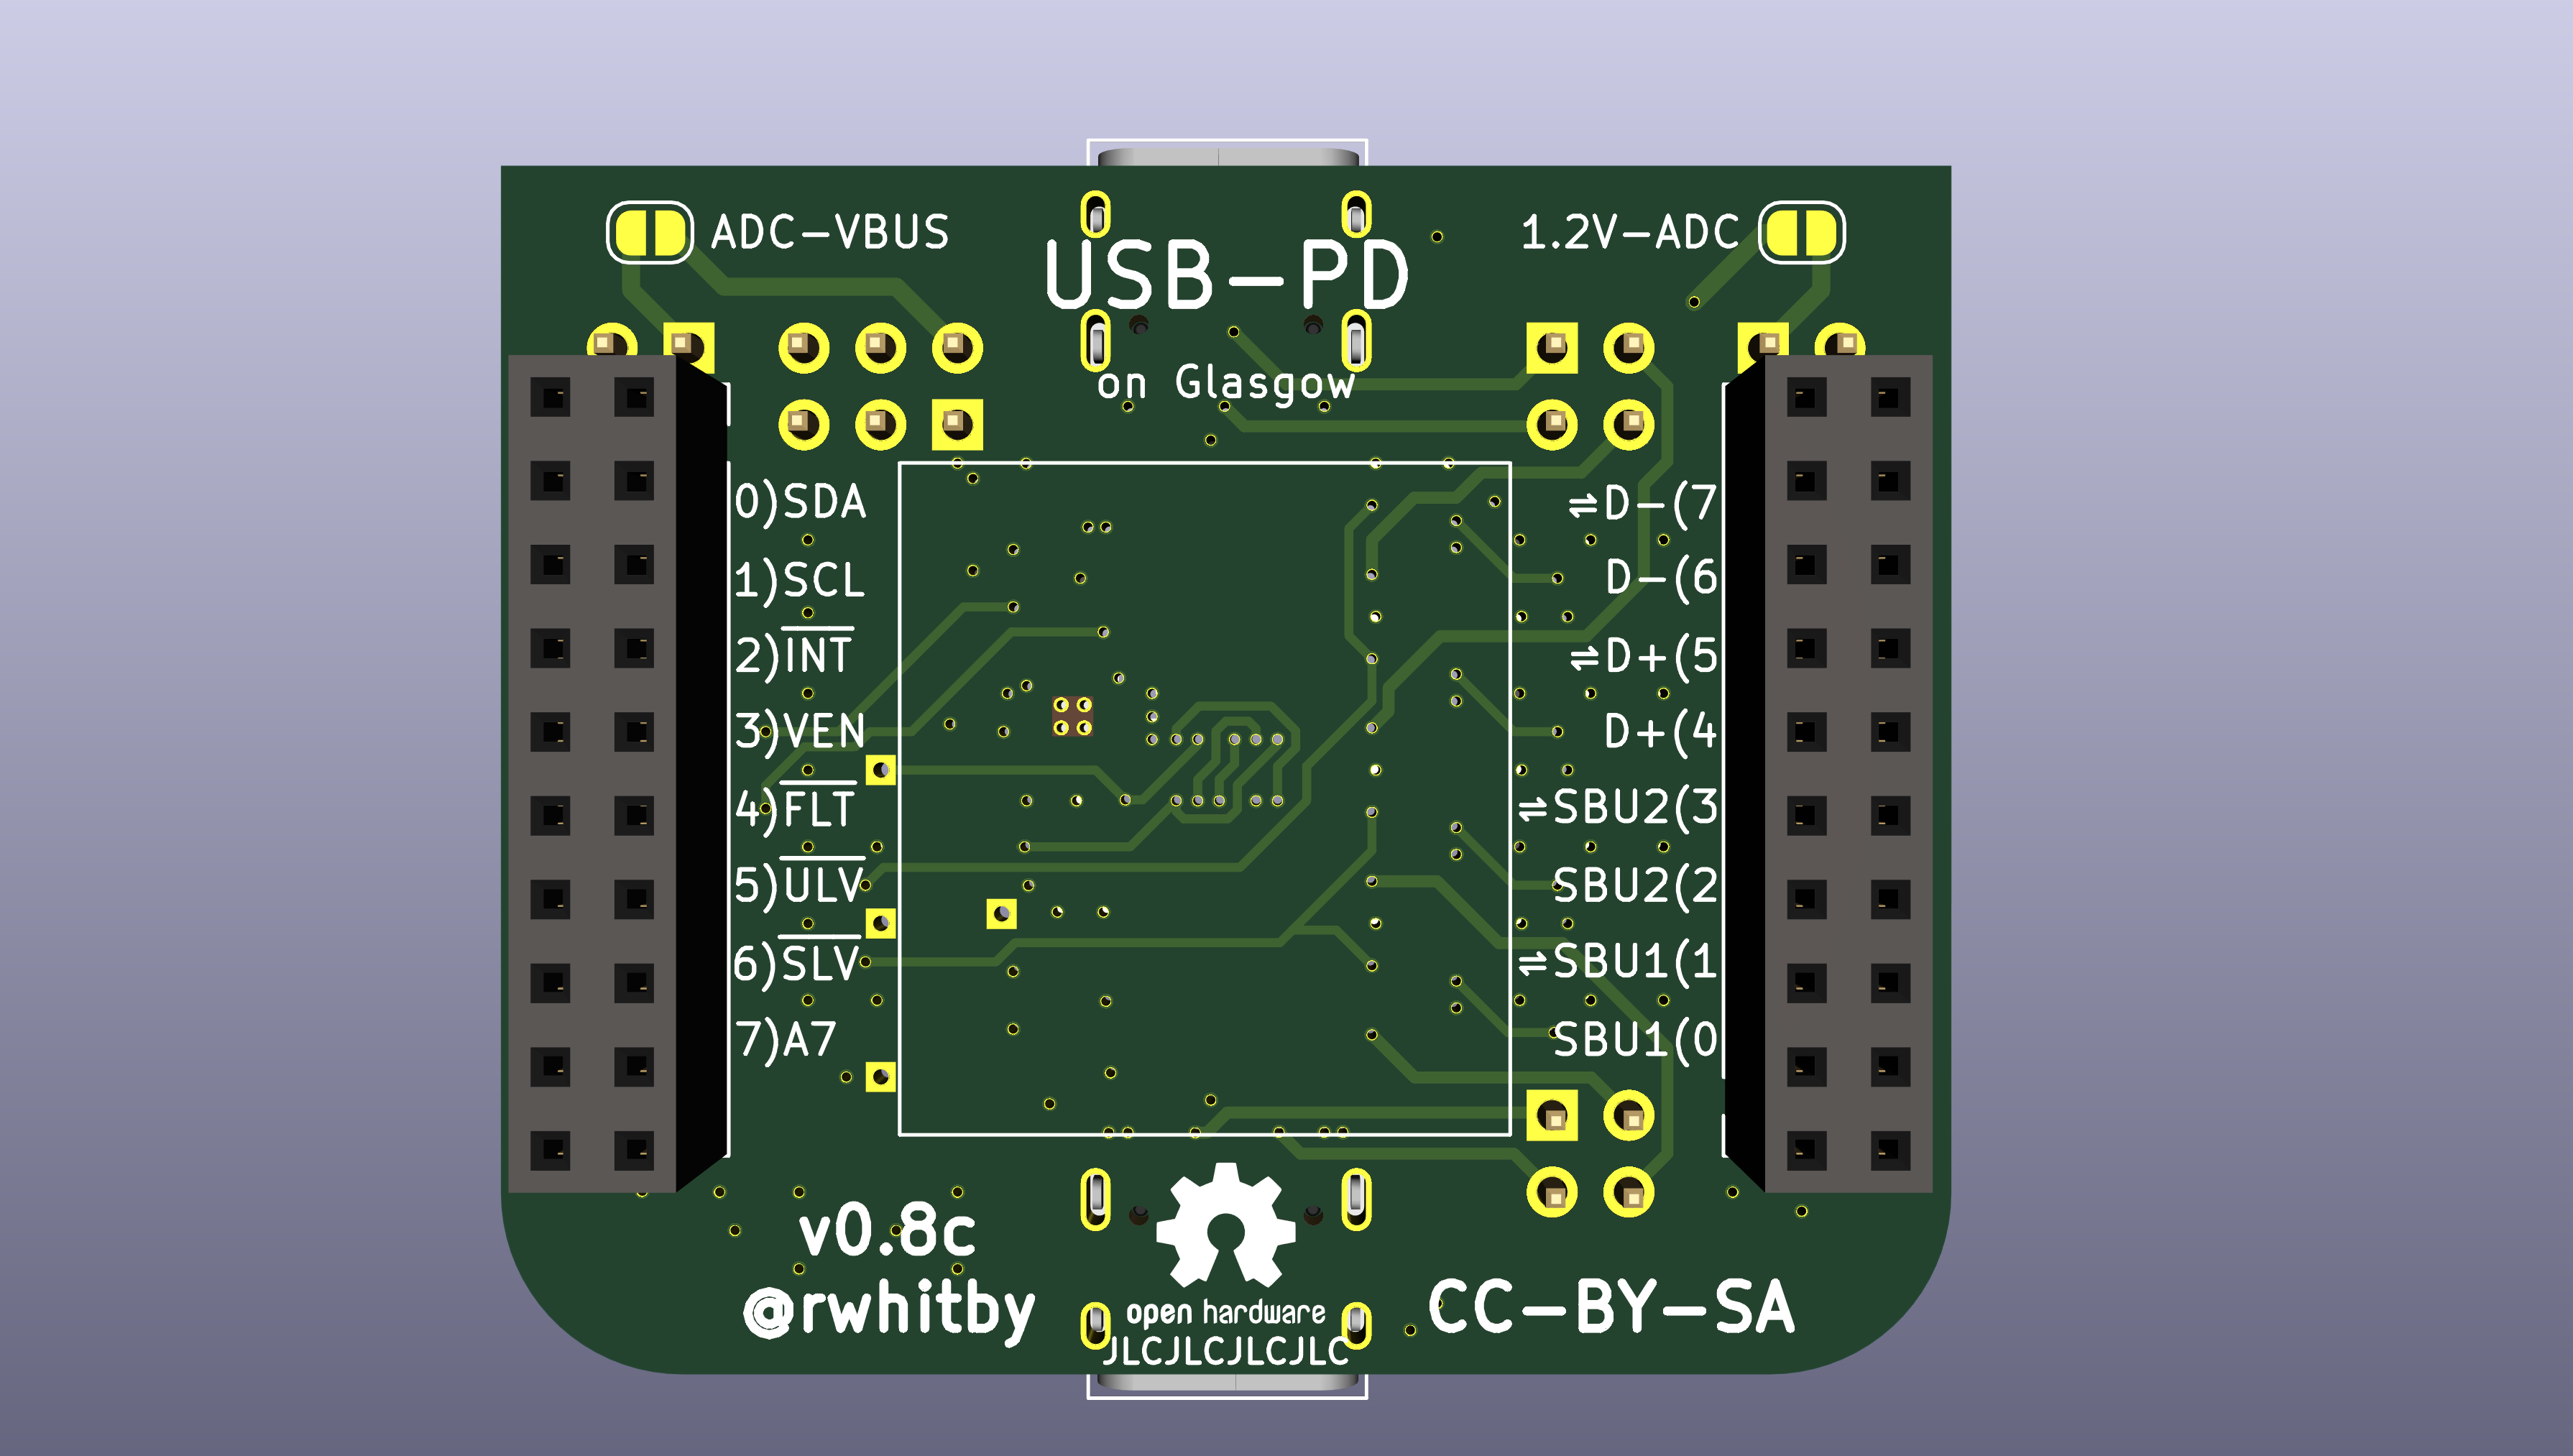 ADC-VBUS
1.2V-ADC
USB-PD
on Glasgow
0)SDA
1)SCL
2)INT
3)VEN
4)FLT
5)ULV
6)SLV
7)A7
⇌D-(7
D-(6
⇌D+(5
D+(4
⇌SBU2(3
SBU2(2
⇌SBU1(1
SBU1(0
v0.8c
@rwhitby
open hardware
JLCJLCJLCJLC
CC-BY-SA